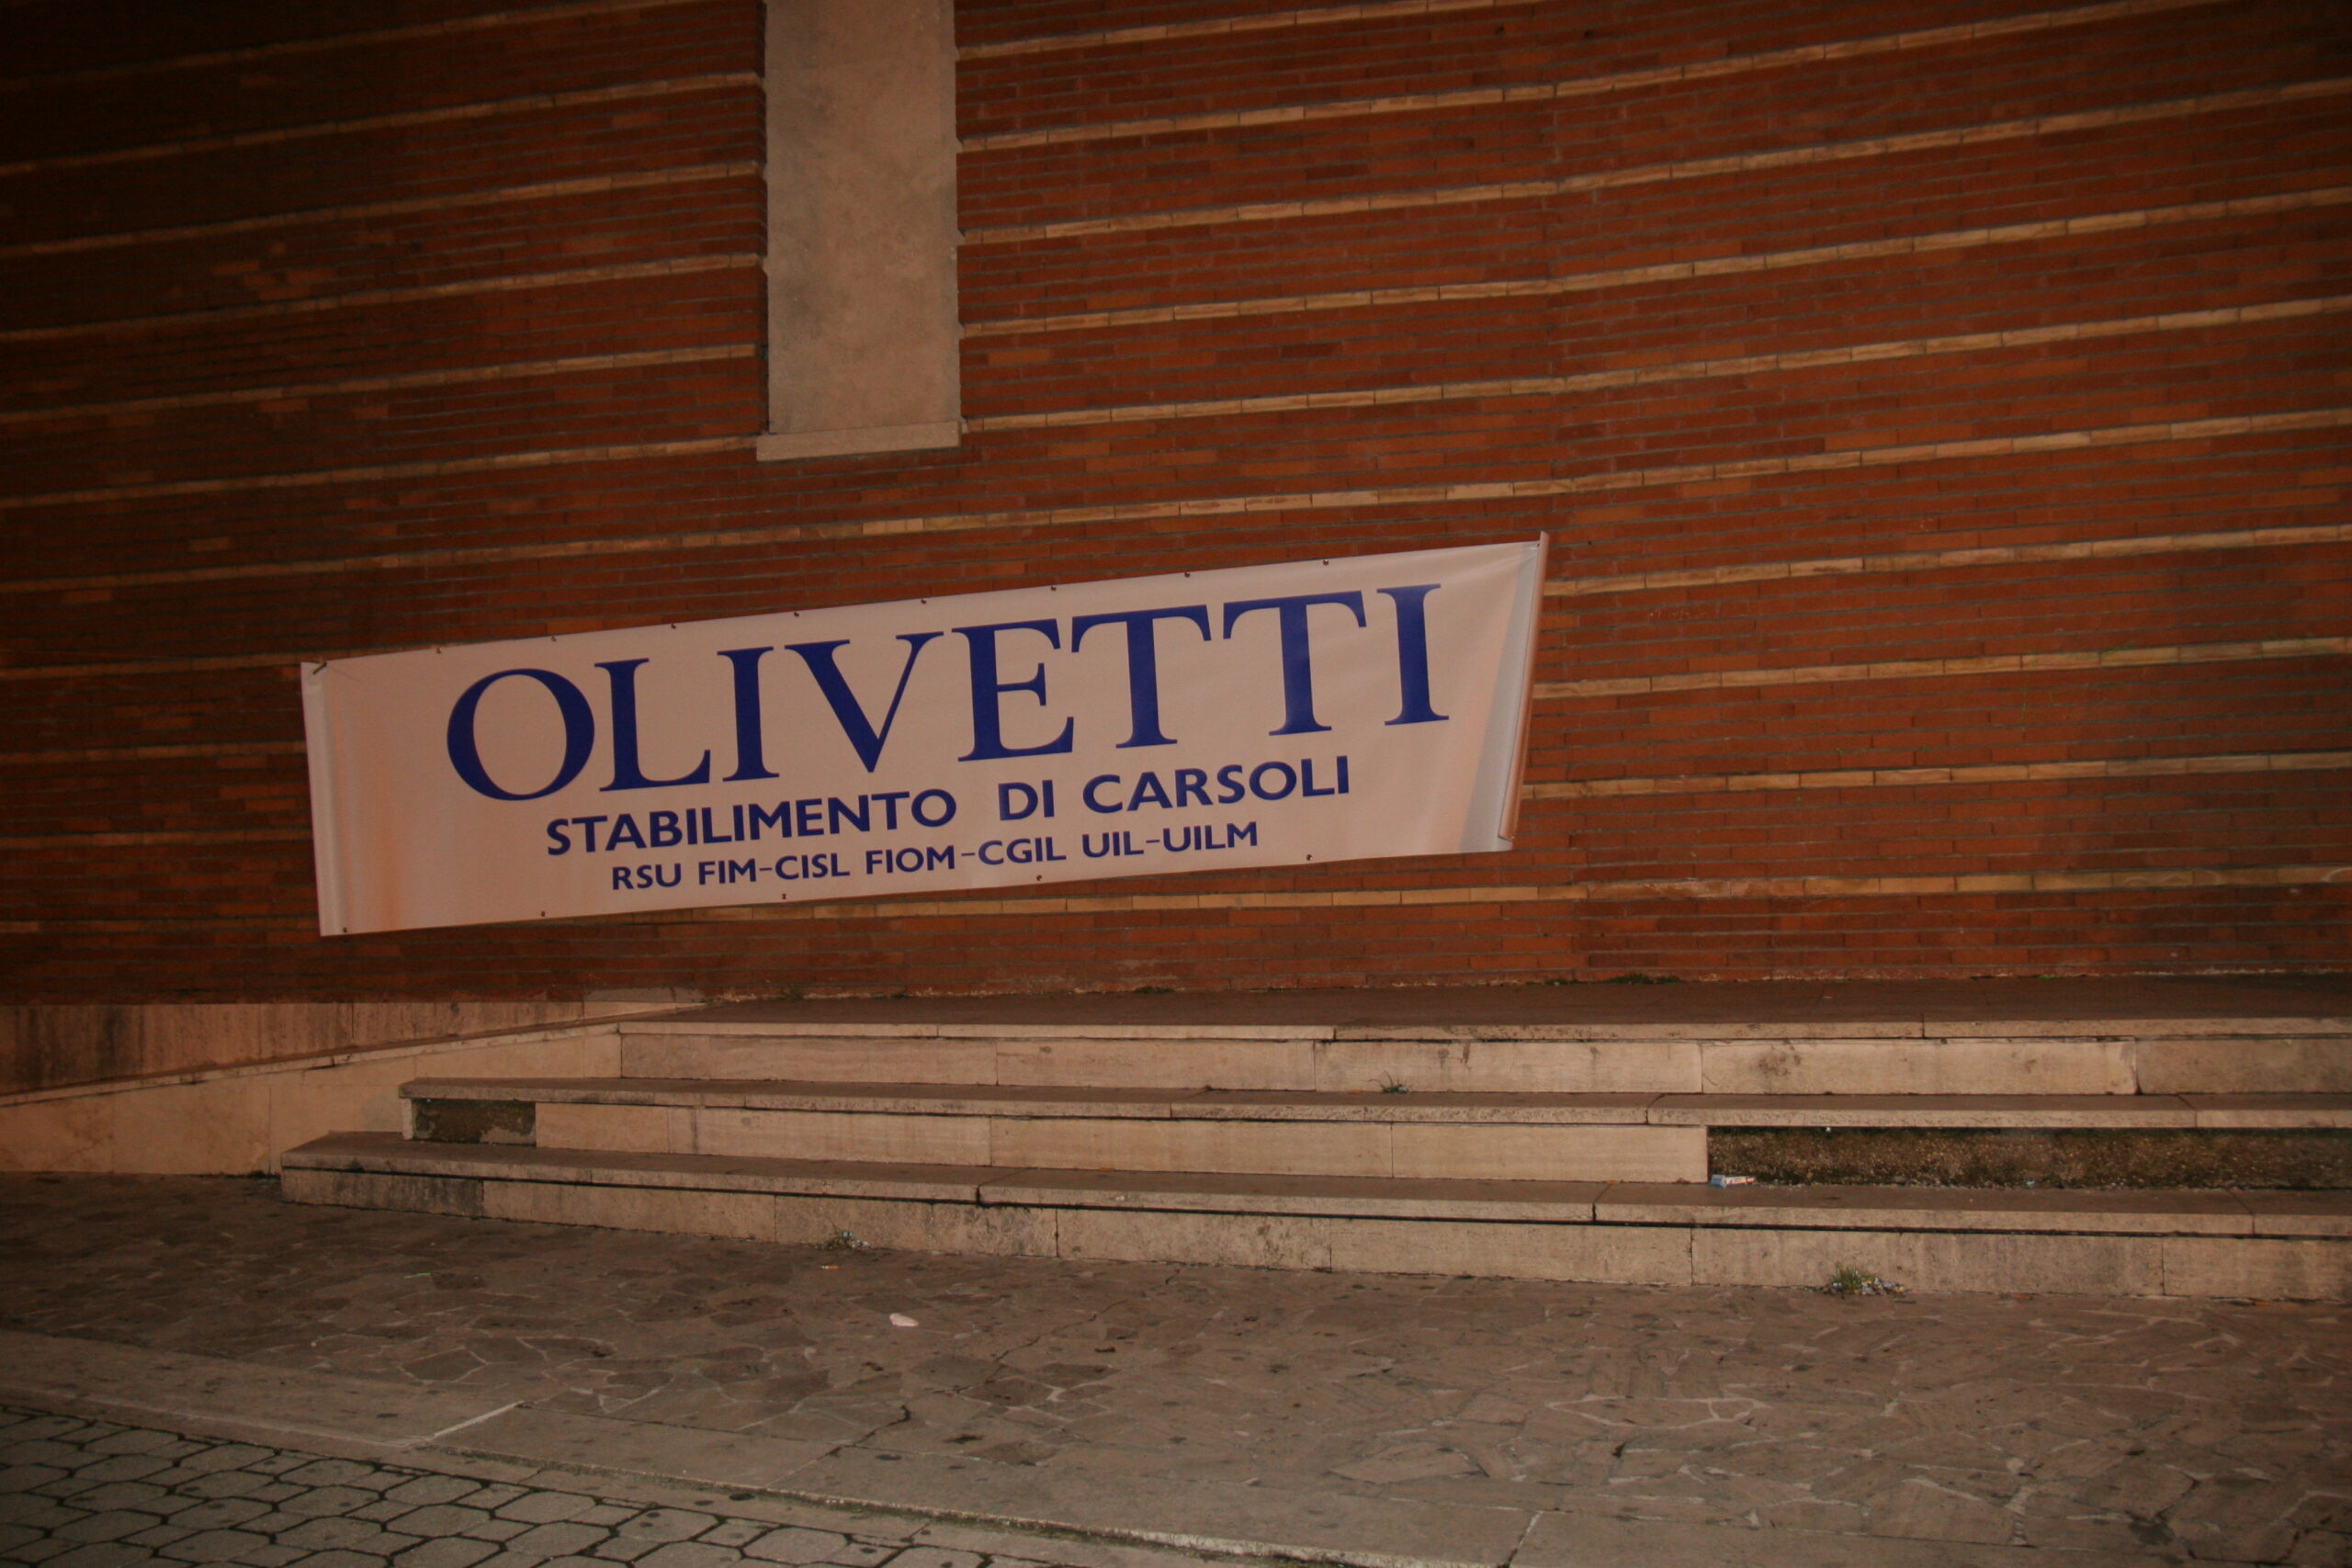 OLIVETTI
STABILIMENTO DI CARSOLI
RSU FIM-CISL FIOM-CGIL UIL-UILM